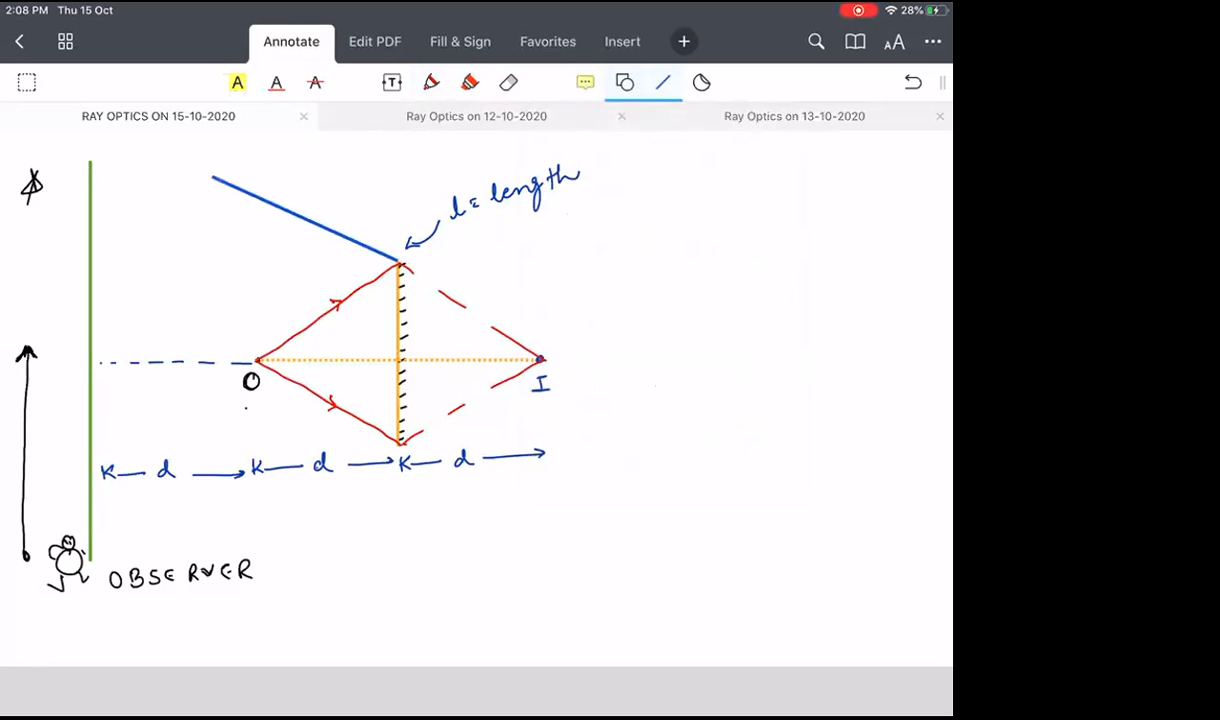 2:08 PM Thu 15 Oct
28%
Annotate Edit PDF Fill & Sign Favorites Insert
A A A T AA
RAY OPTICS ON 15-10-2020
Ray Optics on 12-10-2020
Ray Optics on 13-10-2020
l = length
O
I
d d d
OBSERVER